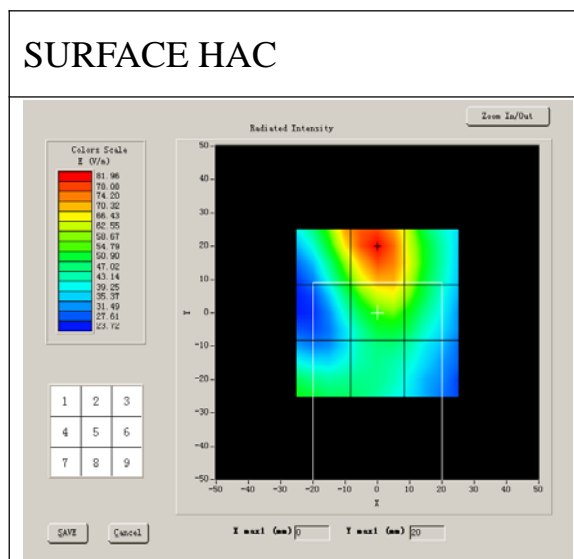 SURFACE HAC
Zoom In/Out
Radiated Intensity
Colors Scale
E (V/m)
81.96
78.08
74.20
70.32
66.43
62.55
58.67
54.79
50.90
47.02
43.14
39.25
35.37
31.49
27.61
23.72
50
40
30
20
10
0
-10
-20
-30
-40
-50
Y
-50 -40 -30 -20 -10 0 10 20 30 40 50
X
1 2 3
4 5 6
7 8 9
SAVE Cancel
X max1 (mm) 0 Y max1 (mm) 20